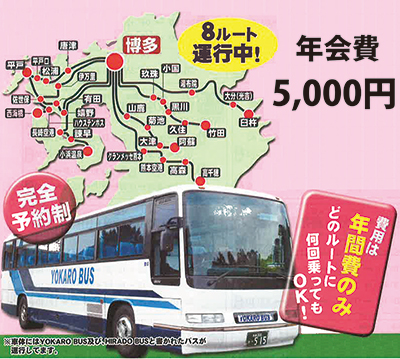 8ルート
運行中！
年会費
5,000円
博多
唐津
平戸口
平戸
松浦
伊万里
佐世保
有田
西海橋
嬉野
ハウステンボス
長崎空港
諫早
小浜温泉
小国
玖珠
湯布院
大分(光吉)
臼杵
黒川
久住
竹田
山鹿
菊池
大津
阿蘇
グランメッセ熊本
熊本空港
高森
高千穂
完全
予約制
費用は
年間費のみ
どのルートに
何回乗っても
OK！
YOKARO BUS
YOKARO BUS
515
※車体にはYOKARO BUS及び、HIRADO BUSと書かれたバスが
運行してます。